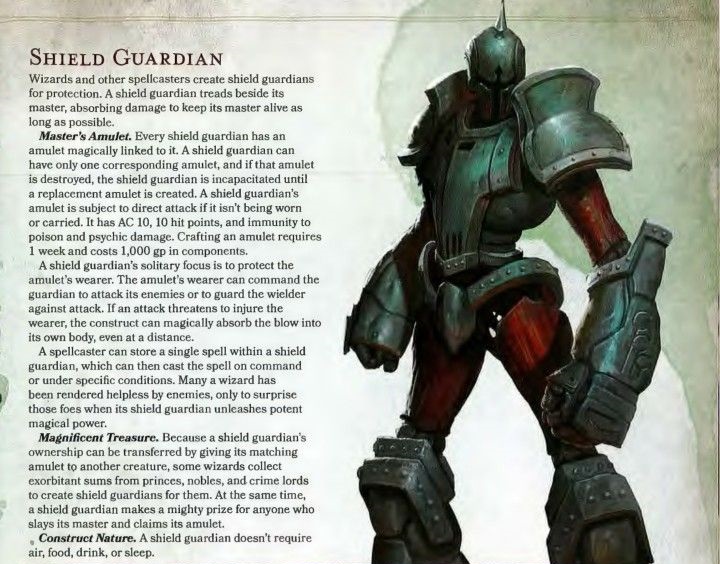 SHIELD GUARDIAN
Wizards and other spellcasters create shield guardians
for protection. A shield guardian treads beside its
master, absorbing damage to keep its master alive as
long as possible.
Master's Amulet. Every shield guardian has an
amulet magically linked to it. A shield guardian can
have only one corresponding amulet, and if that amulet
is destroyed, the shield guardian is incapacitated until
a replacement amulet is created. A shield guardian's
amulet is subject to direct attack if it isn't being worn
or carried. It has AC 10, 10 hit points, and immunity to
poison and psychic damage. Crafting an amulet requires
1 week and costs 1,000 gp in components.
A shield guardian's solitary focus is to protect the
amulet's wearer. The amulet's wearer can command the
guardian to attack its enemies or to guard the wielder
against attack. If an attack threatens to injure the
wearer, the construct can magically absorb the blow into
its own body, even at a distance.
A spellcaster can store a single spell within a shield
guardian, which can then cast the spell on command
or under specific conditions. Many a wizard has
been rendered helpless by enemies, only to surprise
those foes when its shield guardian unleashes potent
magical power.
Magnificent Treasure. Because a shield guardian's
ownership can be transferred by giving its matching
amulet to another creature, some wizards collect
exorbitant sums from princes, nobles, and crime lords
to create shield guardians for them. At the same time,
a shield guardian makes a mighty prize for anyone who
slays its master and claims its amulet.
Construct Nature. A shield guardian doesn't require
air, food, drink, or sleep.